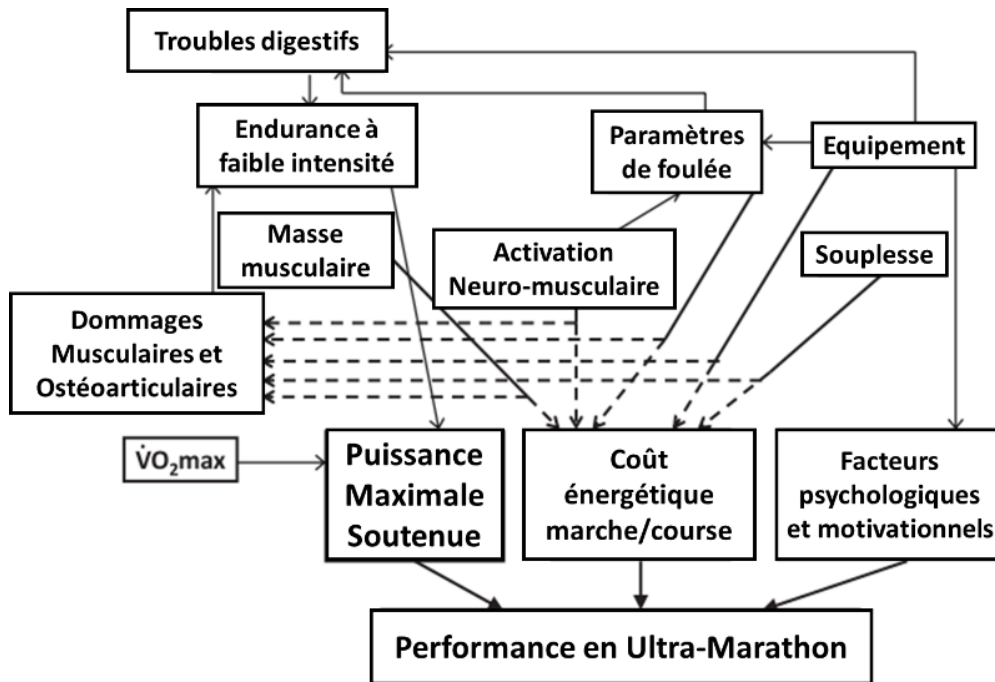 Troubles digestifs
Endurance à
faible intensité
Paramètres
de foulée
Equipement
Masse
musculaire
Activation
Neuro-musculaire
Souplesse
Dommages
Musculaires et
Ostéoarticulaires
V̇O₂max
Puissance
Maximale
Soutenue
Coût
énergétique
marche/course
Facteurs
psychologiques
et motivationnels
Performance en Ultra-Marathon